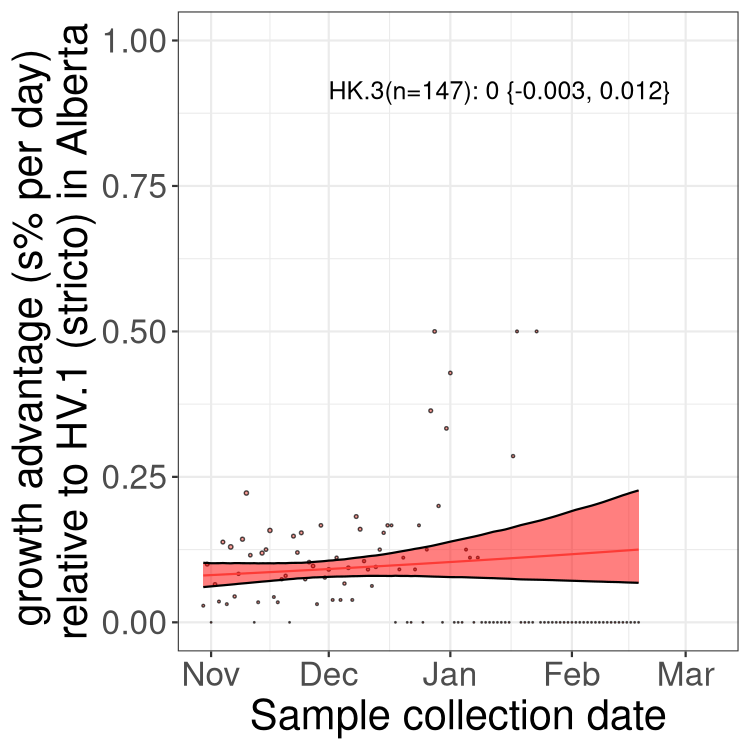 growth advantage (s% per day)
relative to HV.1 (stricto) in Alberta
1.00
0.75
0.50
0.25
0.00
HK.3(n=147): 0 {-0.003, 0.012}
Nov Dec Jan Feb Mar
Sample collection date